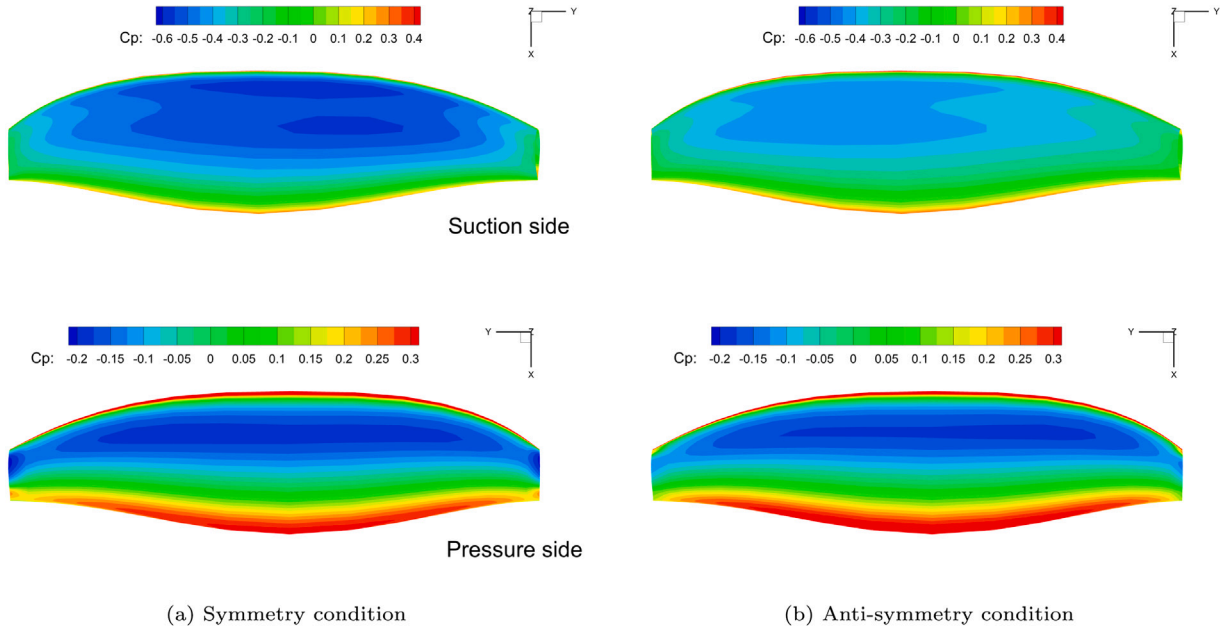 Cp: -0.6 -0.5 -0.4 -0.3 -0.2 -0.1 0 0.1 0.2 0.3 0.4
Z Y
X
Suction side
Cp: -0.6 -0.5 -0.4 -0.3 -0.2 -0.1 0 0.1 0.2 0.3 0.4
Z Y
X
Cp: -0.2 -0.15 -0.1 -0.05 0 0.05 0.1 0.15 0.2 0.25 0.3
Y Z
X
Pressure side
Cp: -0.2 -0.15 -0.1 -0.05 0 0.05 0.1 0.15 0.2 0.25 0.3
Y Z
X
(a) Symmetry condition
(b) Anti-symmetry condition